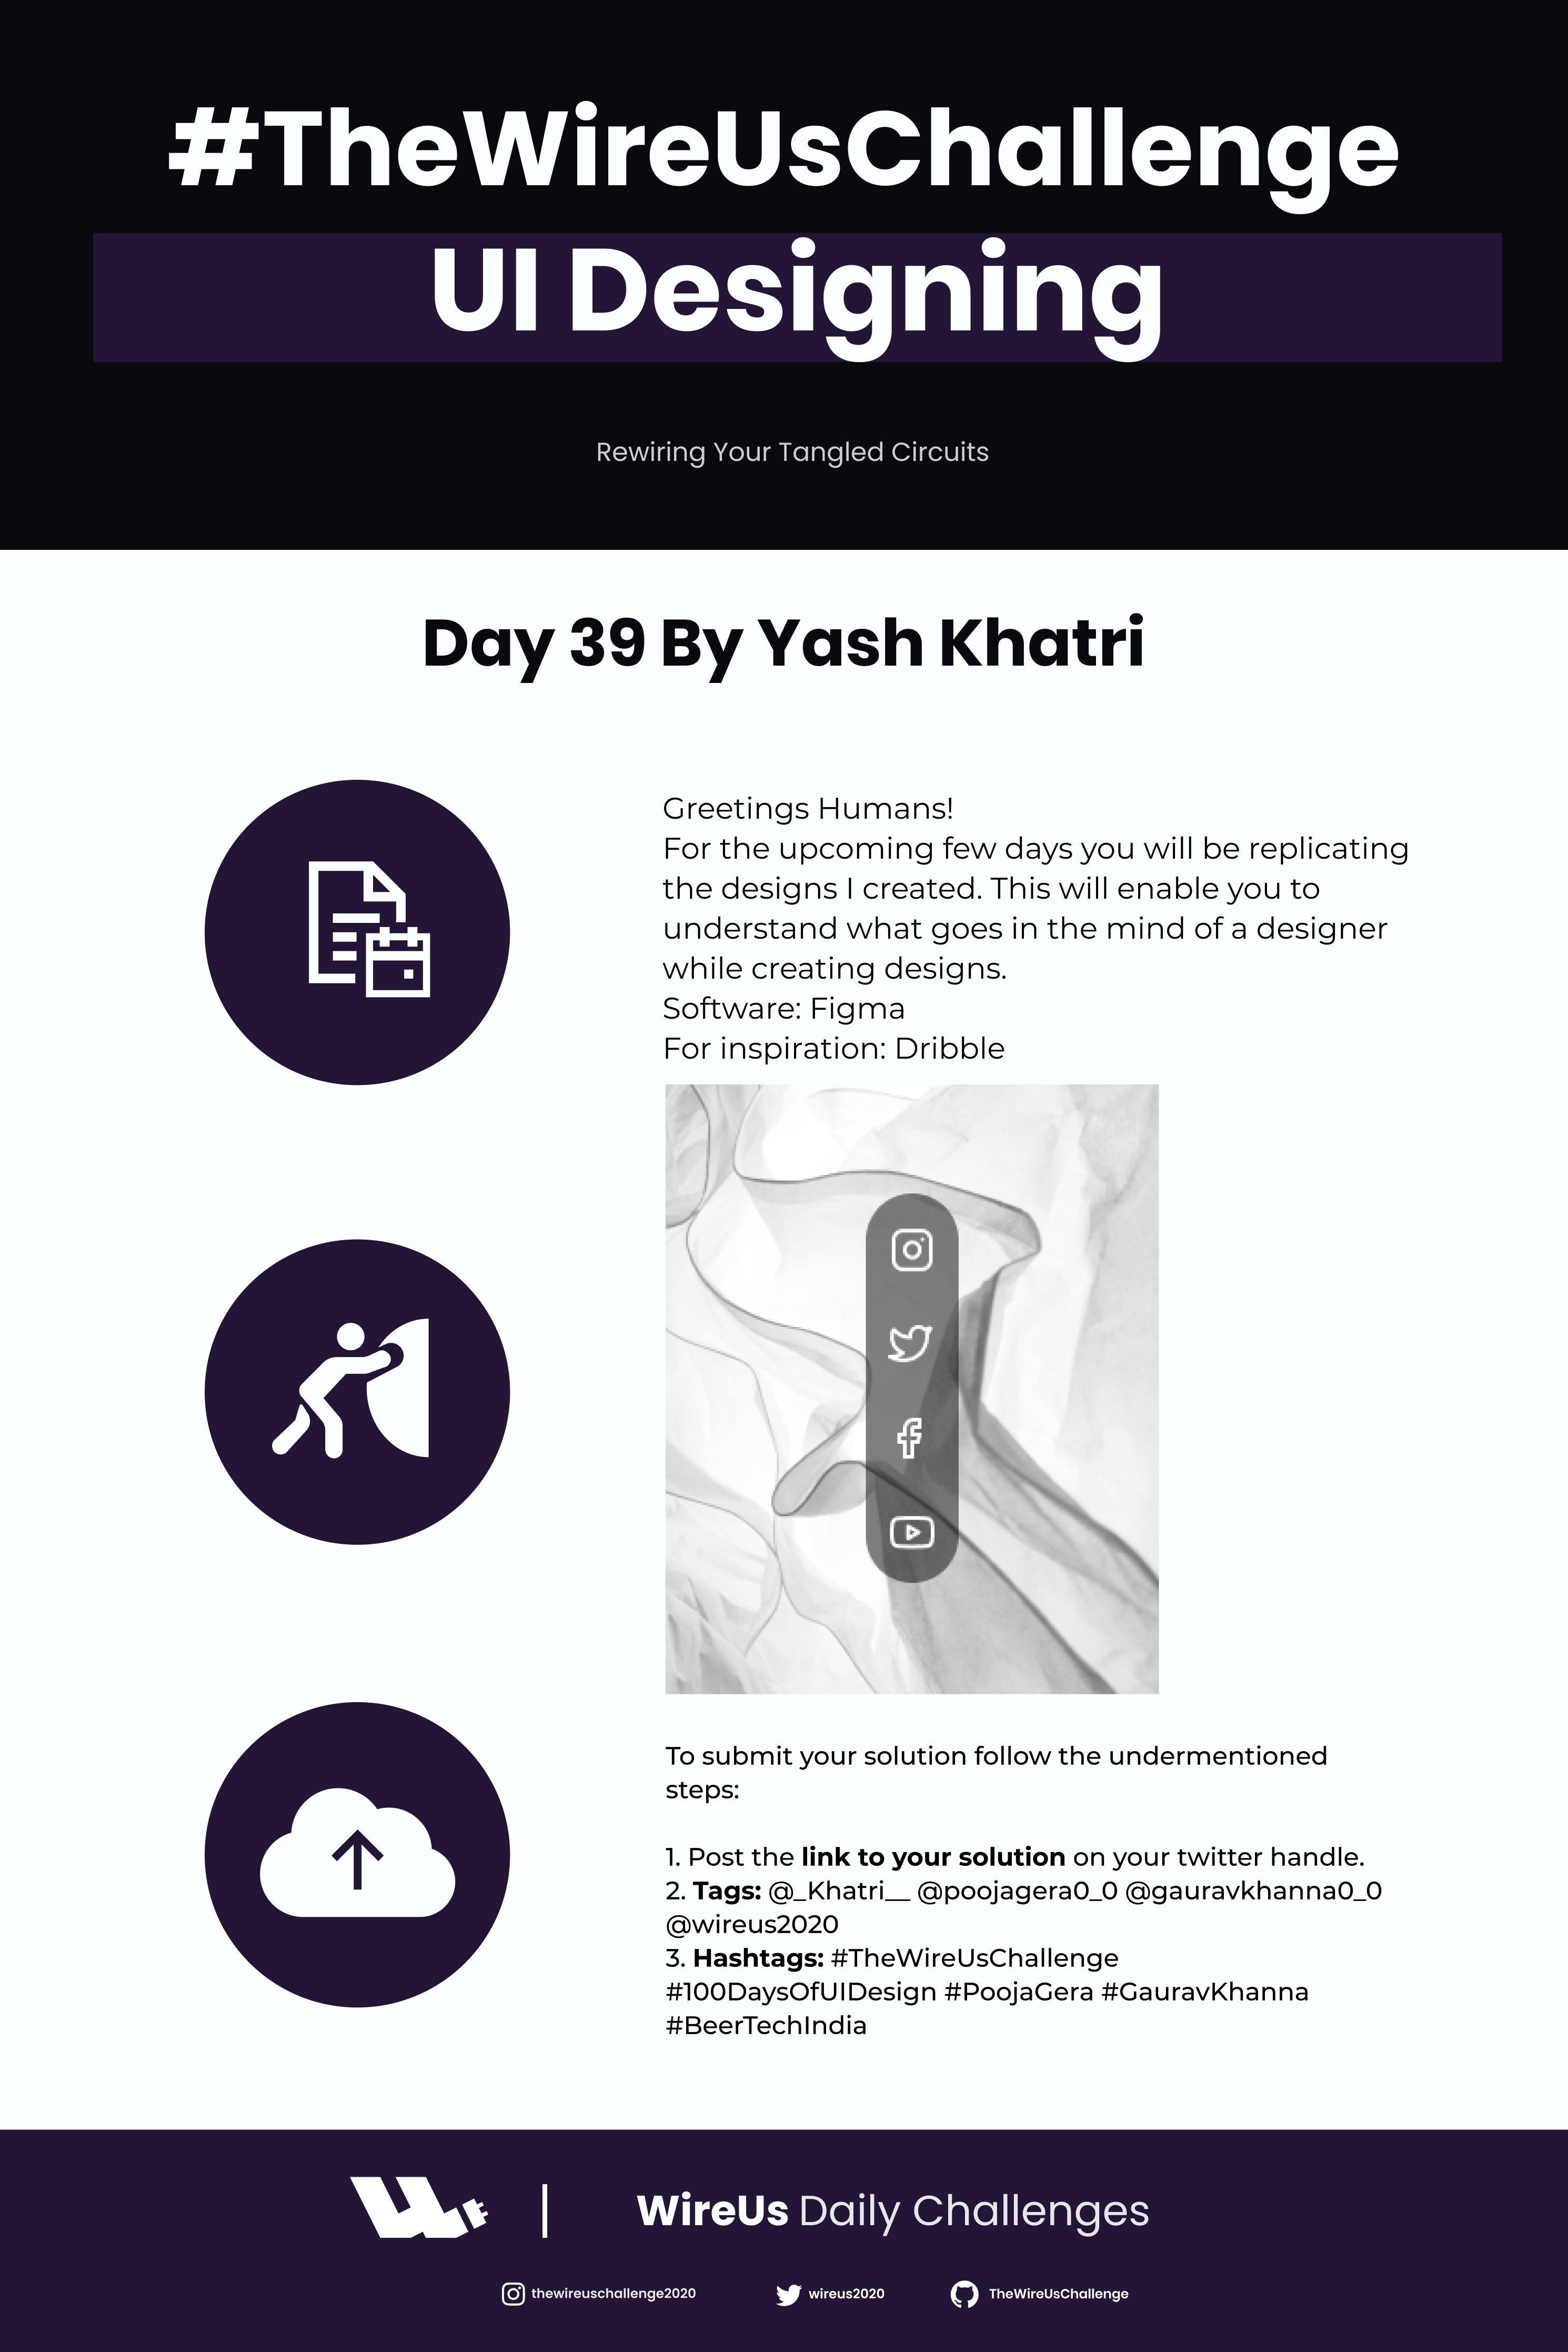 #TheWireUsChallenge
UI Designing
Rewiring Your Tangled Circuits
Day 39 By Yash Khatri
Greetings Humans!
For the upcoming few days you will be replicating
the designs I created. This will enable you to
understand what goes in the mind of a designer
while creating designs.
Software: Figma
For inspiration: Dribble
To submit your solution follow the undermentioned
steps:
1. Post the link to your solution on your twitter handle.
2. Tags: @_Khatri__ @poojagera0_0 @gauravkhanna0_0
@wireus2020
3. Hashtags: #TheWireUsChallenge
#100DaysOfUIDesign #PoojaGera #GauravKhanna
#BeerTechIndia
WireUs Daily Challenges
thewireuschallenge2020 wireus2020 TheWireUsChallenge